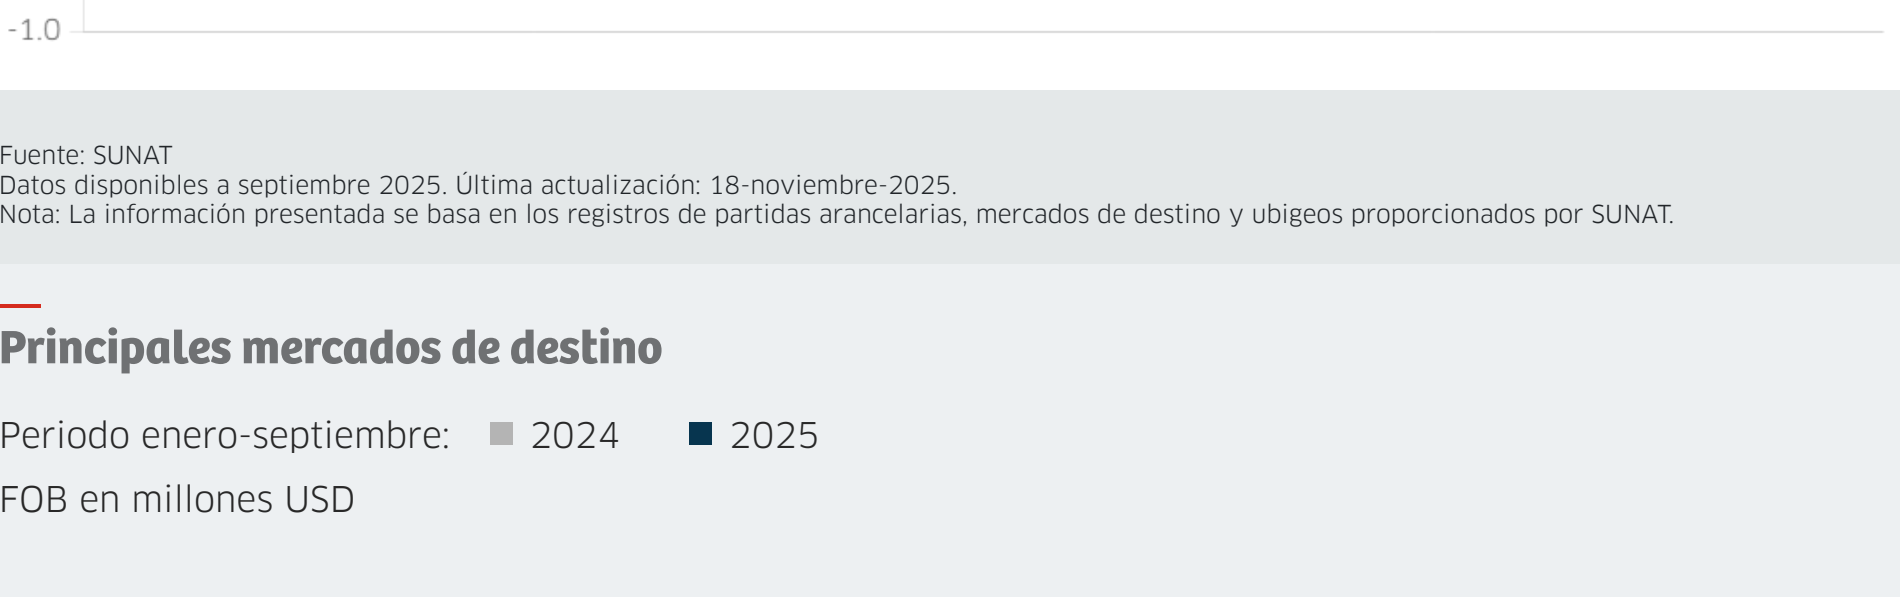 -1.0
Fuente: SUNAT
Datos disponibles a septiembre 2025. Última actualización: 18-noviembre-2025.
Nota: La información presentada se basa en los registros de partidas arancelarias, mercados de destino y ubigeos proporcionados por SUNAT.
Principales mercados de destino
Periodo enero-septiembre: 2024 2025
FOB en millones USD